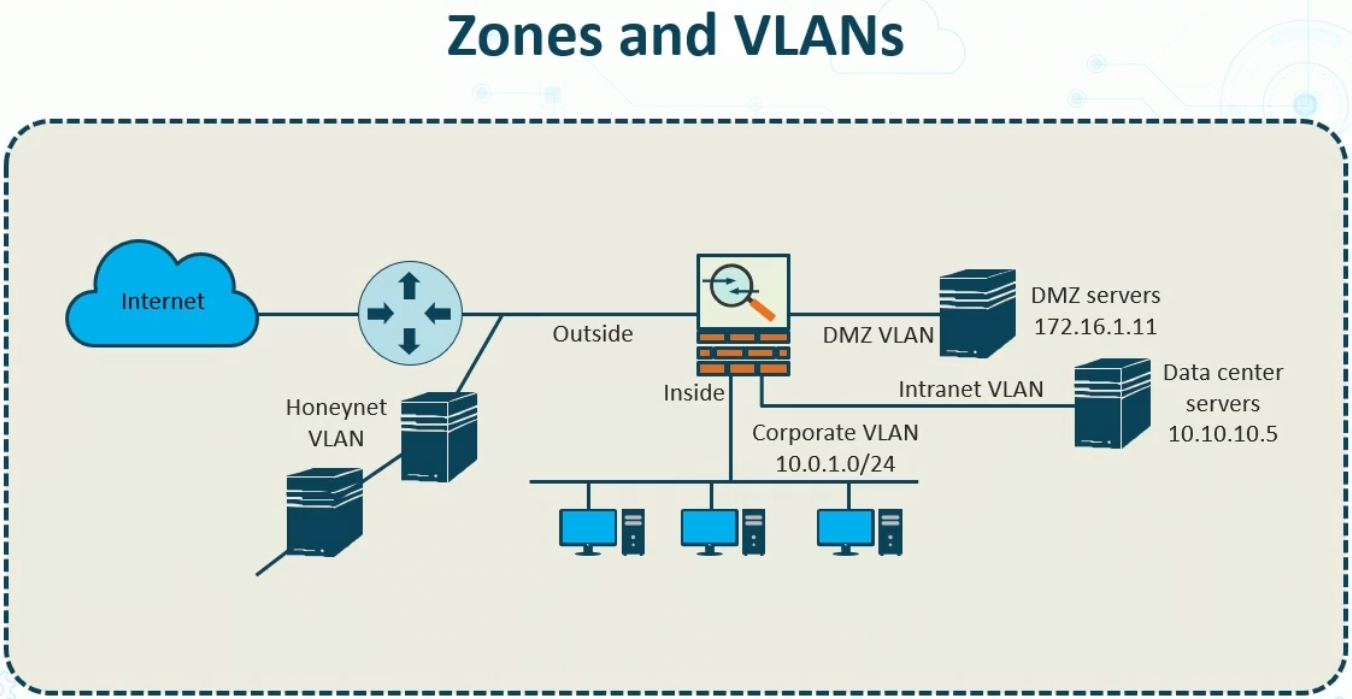 Zones and VLANs
Internet
Outside
DMZ VLAN
DMZ servers
172.16.1.11
Inside
Intranet VLAN
Data center
servers
10.10.10.5
Honeynet
VLAN
Corporate VLAN
10.0.1.0/24